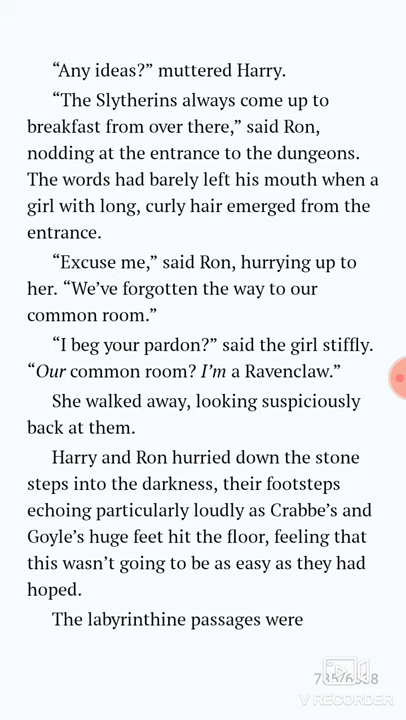 “Any ideas?” muttered Harry.
“The Slytherins always come up to
breakfast from over there,” said Ron,
nodding at the entrance to the dungeons.
The words had barely left his mouth when a
girl with long, curly hair emerged from the
entrance.
“Excuse me,” said Ron, hurrying up to
her. “We’ve forgotten the way to our
common room.”
“I beg your pardon?” said the girl stiffly.
“Our common room? I’m a Ravenclaw.”
She walked away, looking suspiciously
back at them.
Harry and Ron hurried down the stone
steps into the darkness, their footsteps
echoing particularly loudly as Crabbe’s and
Goyle’s huge feet hit the floor, feeling that
this wasn’t going to be as easy as they had
hoped.
The labyrinthine passages were
V RECORDER